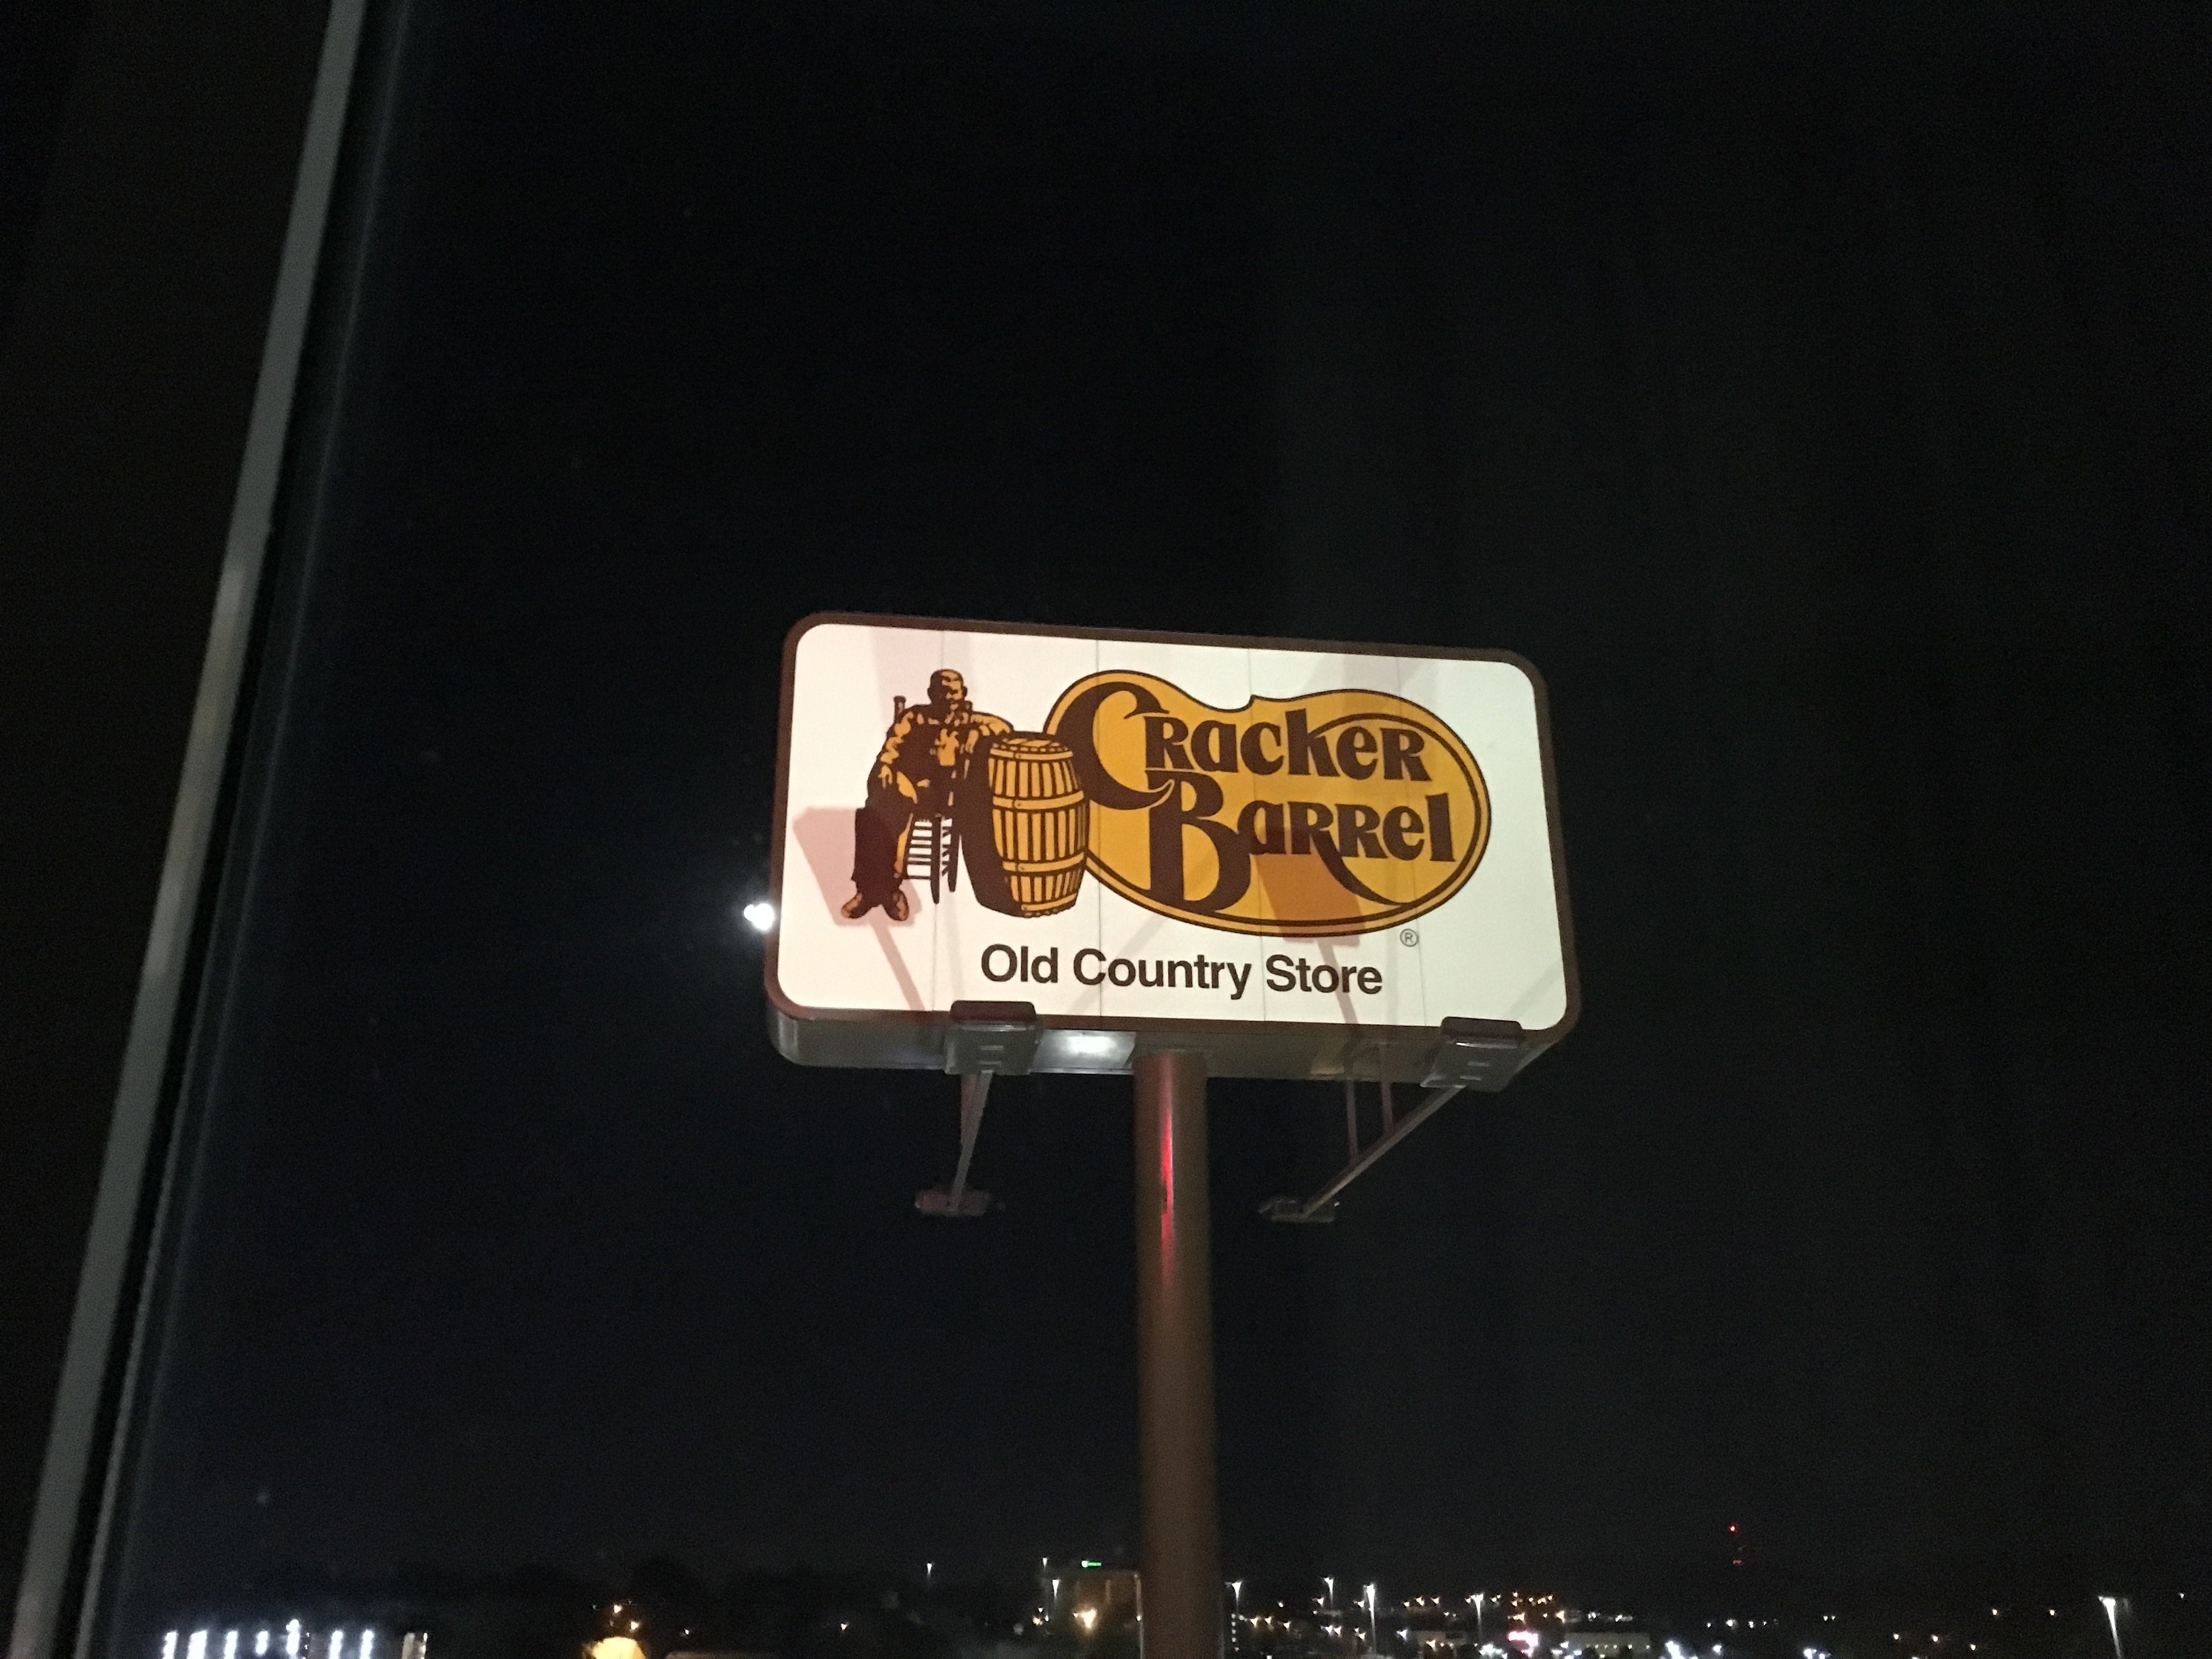 Cracker
Barrel
®
Old Country Store